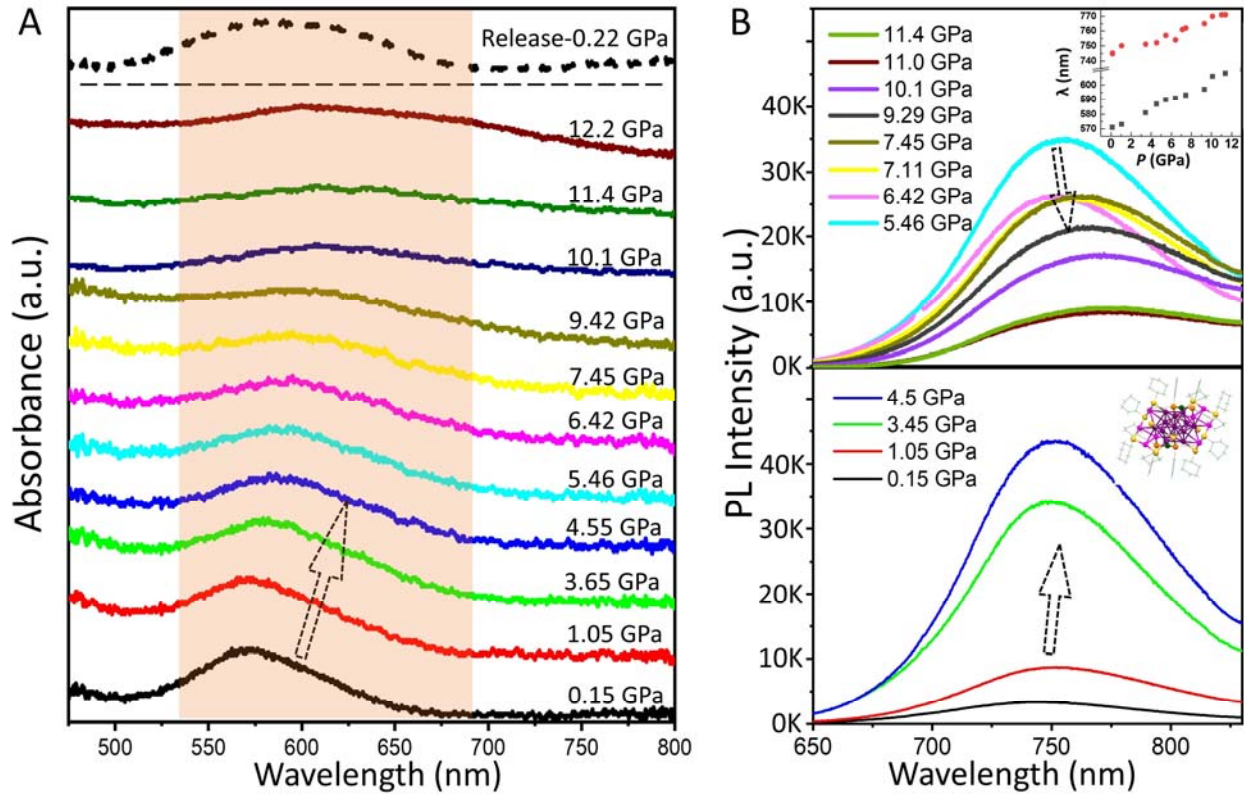 A
Absorbance (a.u.)
Release-0.22 GPa
12.2 GPa
11.4 GPa
10.1 GPa
9.42 GPa
7.45 GPa
6.42 GPa
5.46 GPa
4.55 GPa
3.65 GPa
1.05 GPa
0.15 GPa
500 550 600 650 700 750 800
Wavelength (nm)
B
PL Intensity (a.u.)
11.4 GPa
11.0 GPa
10.1 GPa
9.29 GPa
7.45 GPa
7.11 GPa
6.42 GPa
5.46 GPa
40K
30K
20K
10K
0K
λ (nm)
770
760
750
740
600
590
580
570
0 2 4 6 8 10 12
P (GPa)
4.5 GPa
3.45 GPa
1.05 GPa
0.15 GPa
40K
30K
20K
10K
0K
650 700 750 800
Wavelength (nm)